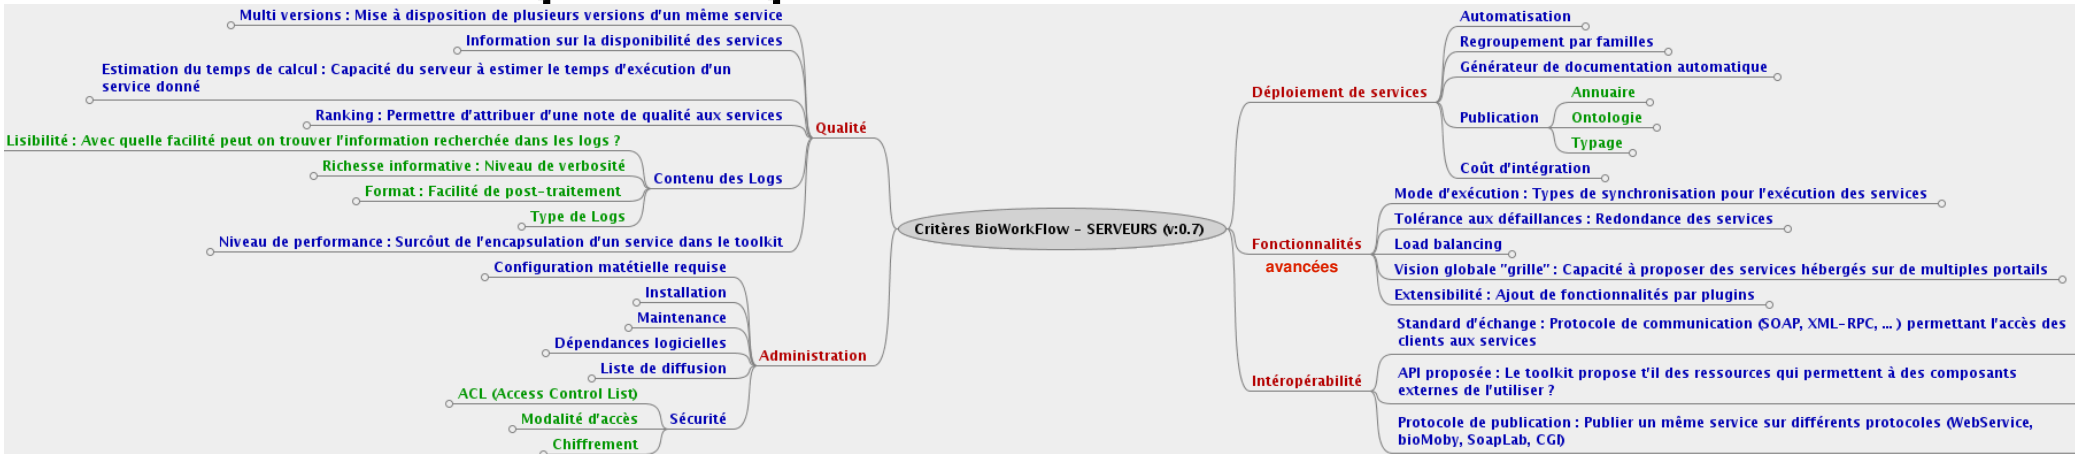 Multi versions : Mise à disposition de plusieurs versions d'un même service
Information sur la disponibilité des services
Estimation du temps de calcul : Capacité du serveur à estimer le temps d'exécution d'un
service donné
Ranking : Permettre d'attribuer d'une note de qualité aux services
Qualité
Lisibilité : Avec quelle facilité peut on trouver l'information recherchée dans les logs ?
Richesse informative : Niveau de verbosité
Contenu des Logs
Format : Facilité de post-traitement
Type de Logs
Niveau de performance : Surcôut de l'encapsulation d'un service dans le toolkit
Configuration matétielle requise
Installation
Maintenance
Dépendances logicielles
Administration
Liste de diffusion
ACL (Access Control List)
Modalité d'accès
Sécurité
Chiffrement
Critères BioWorkFlow - SERVEURS (v:0.7)
Automatisation
Regroupement par familles
Générateur de documentation automatique
Déploiement de services
Annuaire
Publication
Ontologie
Typage
Coût d'intégration
Mode d'exécution : Types de synchronisation pour l'exécution des services
Tolérance aux défaillances : Redondance des services
Fonctionnalités
avancées
Load balancing
Vision globale "grille" : Capacité à proposer des services hébergés sur de multiples portails
Extensibilité : Ajout de fonctionnalités par plugins
Standard d'échange : Protocole de communication (SOAP, XML-RPC, ... ) permettant l'accès des
clients aux services
Intéropérabilité
API proposée : Le toolkit propose t'il des ressources qui permettent à des composants
externes de l'utiliser ?
Protocole de publication : Publier un même service sur différents protocoles (WebService,
bioMoby, SoapLab, CGI)